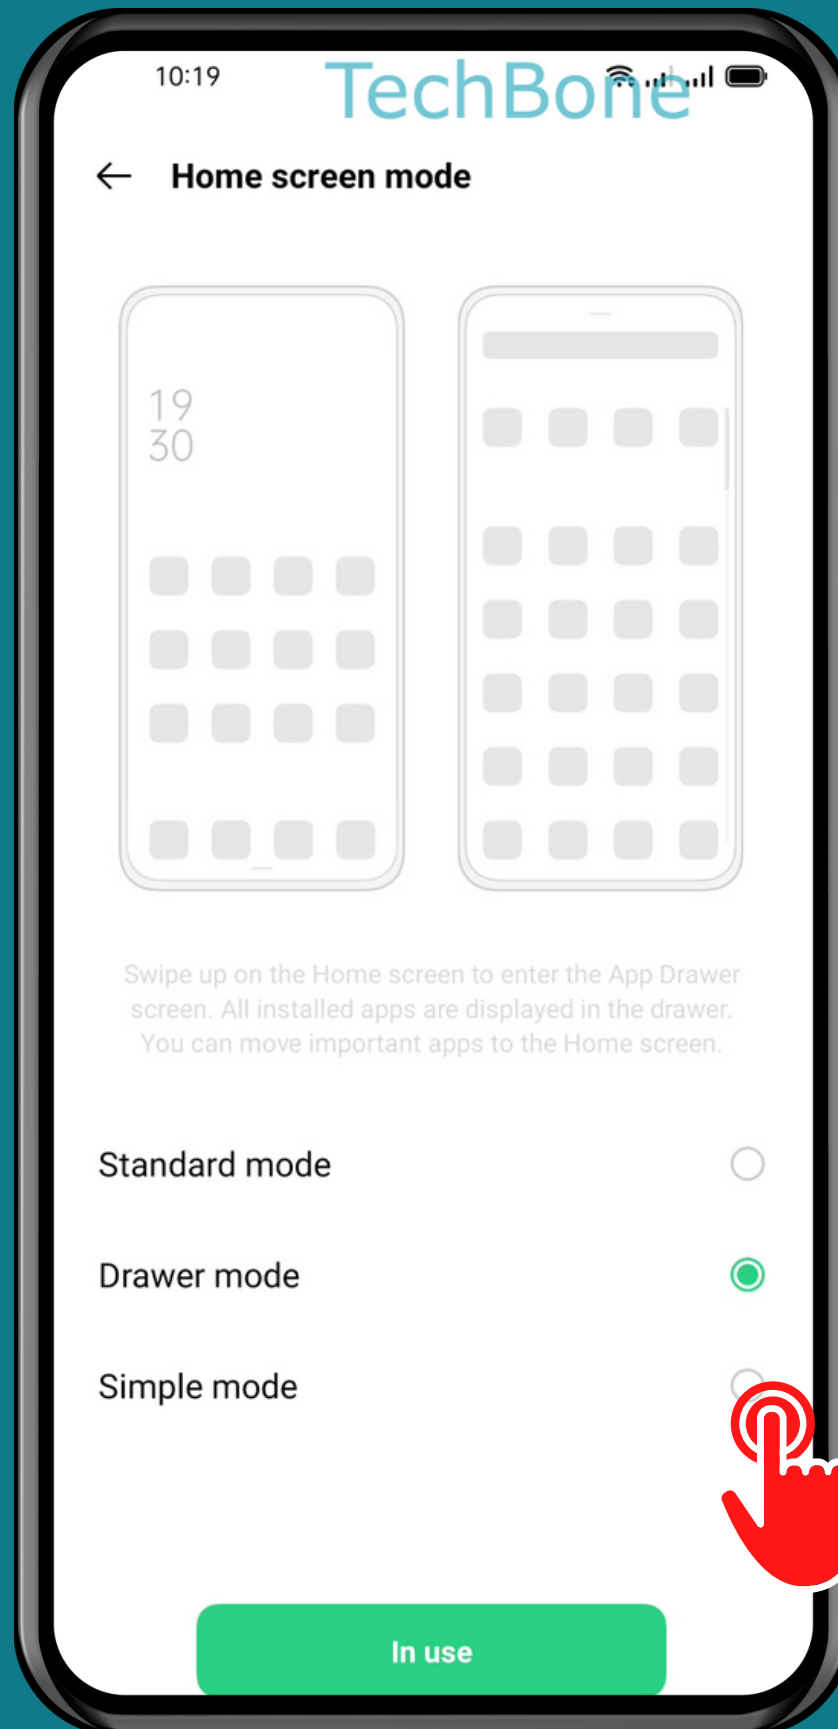 10:19
TechBone
Home screen mode
19
30
Swipe up on the Home screen to enter the App Drawer
screen. All installed apps are displayed in the drawer.
You can move important apps to the Home screen.
Standard mode
Drawer mode
Simple mode
In use